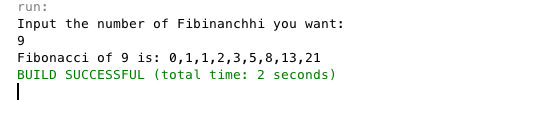 run:
Input the number of Fibinanchhi you want:
9
Fibonacci of 9 is: 0,1,1,2,3,5,8,13,21
BUILD SUCCESSFUL (total time: 2 seconds)